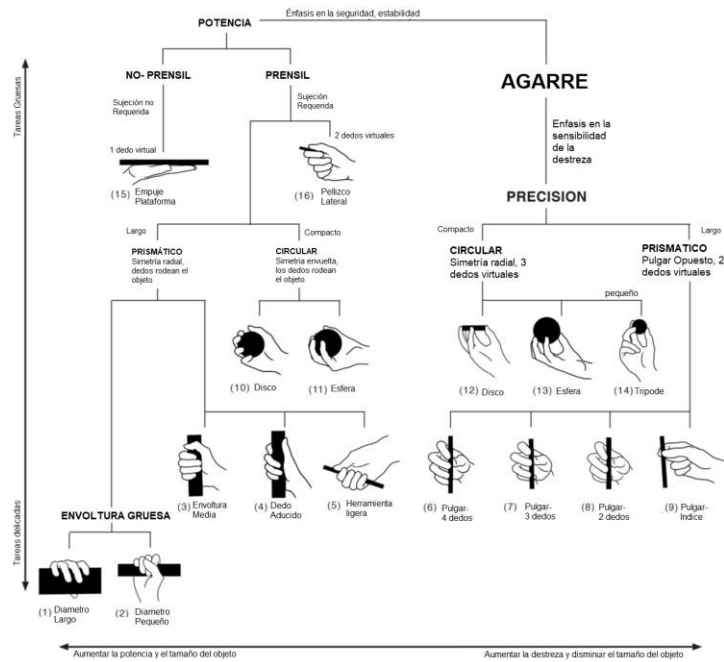 Énfasis en la seguridad, estabilidad
POTENCIA
NO- PRENSIL
PRENSIL
AGARRE
Sujeción no
Requerida
Sujeción
Requerida
Enfasis en la
sensibilidad
de la
destreza
1 dedo virtual
2 dedos virtuales
(15) Empuje
Plataforma
(16) Pellizco
Lateral
PRECISION
Largo
Compacto
Compacto
Largo
PRISMÁTICO
Simetría radial,
dedos rodean el
objeto
CIRCULAR
Simetria envuelta,
los dedos rodean
el objeto
CIRCULAR
Simetría radial, 3
dedos virtuales
PRISMATICO
Pulgar Opuesto, 2
dedos virtuales
pequeño
(10) Disco
(11) Esfera
(12) Disco
(13) Esfera
(14) Tripode
(3) Envoltura
Media
(4) Dedo
Aducido
(5) Herramienta
ligera
(6) Pulgar-
4 dedos
(7) Pulgar-
3 dedos
(8) Pulgar-
2 dedos
(9) Pulgar-
Indice
ENVOLTURA GRUESA
(1) Diametro
Largo
(2) Diametro
Pequeño
Tareas Gruesas
Tareas delicadas
Aumentar la potencia y el tamaño del objeto
Aumentar la destreza y disminuir el tamaño del objeto